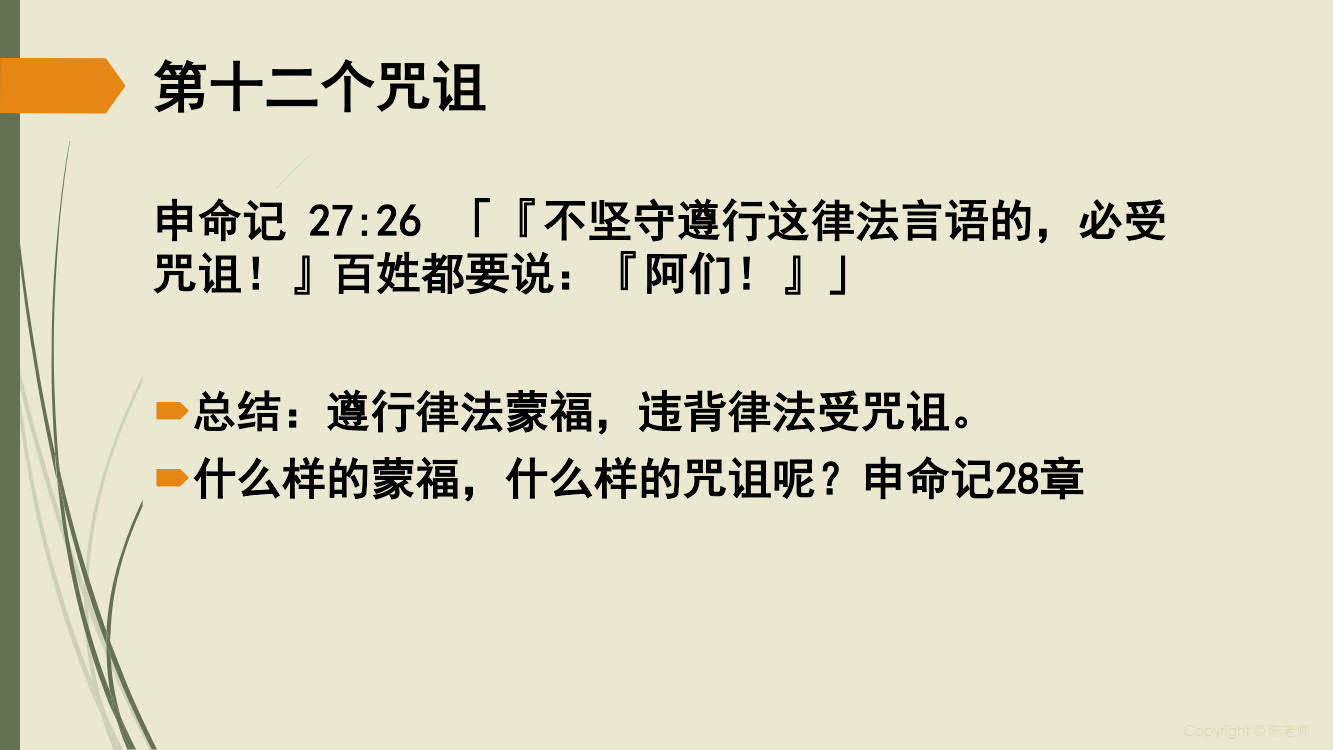 第十二个咒诅
申命记 27:26 「『不坚守遵行这律法言语的，必受
咒诅！』百姓都要说：『阿们！』」
总结：遵行律法蒙福，违背律法受咒诅。
什么样的蒙福，什么样的咒诅呢？申命记28章
Copyright © 陈老师